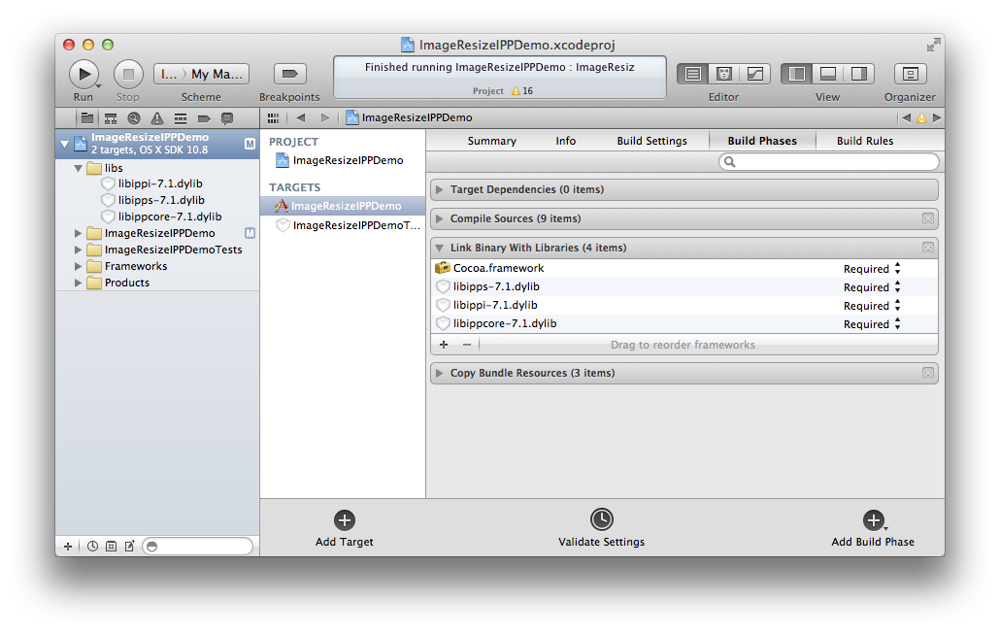 ImageResizeIPPDemo.xcodeproj
I... 〉 My Ma...
Finished running ImageResizeIPPDemo : ImageResiz
Project 16
Run Stop Scheme Breakpoints Editor View Organizer
ImageResizeIPPDemo
ImageResizeIPPDemo
2 targets, OS X SDK 10.8
M
libs
libippi-7.1.dylib
libipps-7.1.dylib
libippcore-7.1.dylib
ImageResizeIPPDemo
M
ImageResizeIPPDemoTests
Frameworks
Products
PROJECT
ImageResizeIPPDemo
TARGETS
ImageResizeIPPDemo
ImageResizeIPPDemoT...
Summary Info Build Settings Build Phases Build Rules
Target Dependencies (0 items)
Compile Sources (9 items)
Link Binary With Libraries (4 items)
Cocoa.framework Required
libipps-7.1.dylib Required
libippi-7.1.dylib Required
libippcore-7.1.dylib Required
Drag to reorder frameworks
Copy Bundle Resources (3 items)
Add Target Validate Settings Add Build Phase